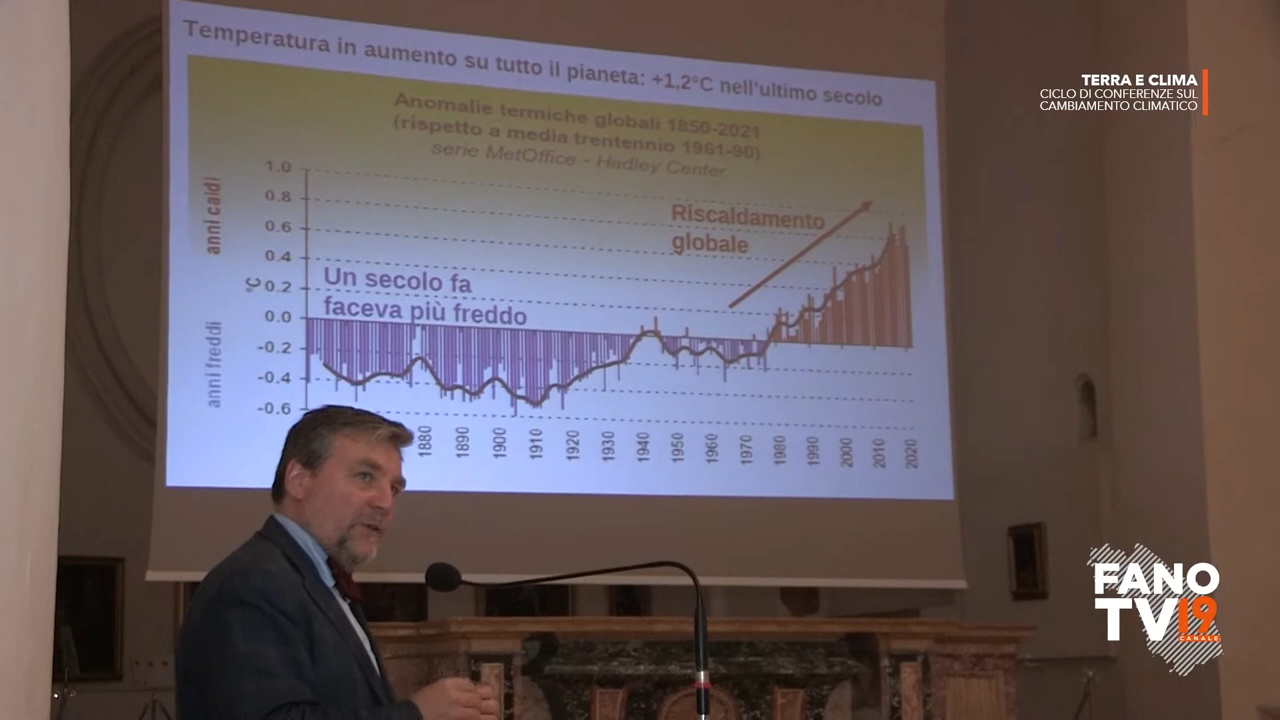 Temperatura in aumento su tutto il pianeta: +1,2°C nell'ultimo secolo
Anomalie termiche globali 1850-2021
(rispetto a media trentennio 1961-90)
serie MetOffice - Hadley Center
anni caldi
anni freddi
°C
1.0
0.8
0.6
0.4
0.2
0.0
-0.2
-0.4
-0.6
Riscaldamento
globale
Un secolo fa
faceva più freddo
1880
1890
1900
1910
1920
1930
1940
1950
1960
1970
1980
1990
2000
2010
2020
TERRA E CLIMA
CICLO DI CONFERENZE SUL
CAMBIAMENTO CLIMATICO
FANO
TV19
CANALE